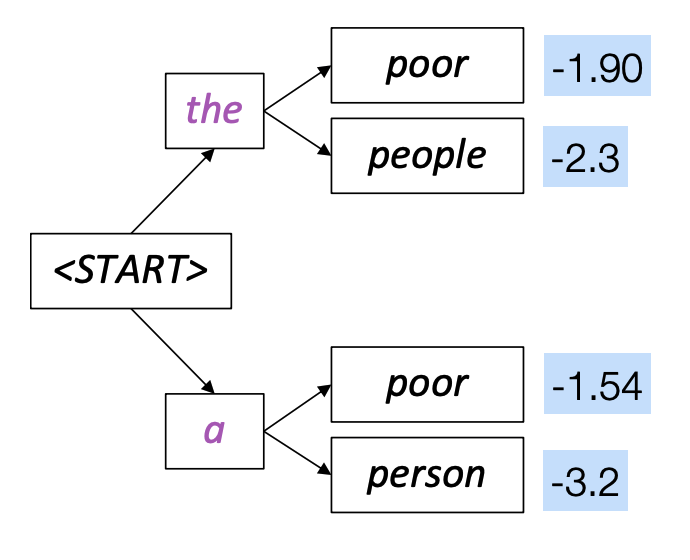 poor -1.90
the
people -2.3
<START>
poor -1.54
a
person -3.2